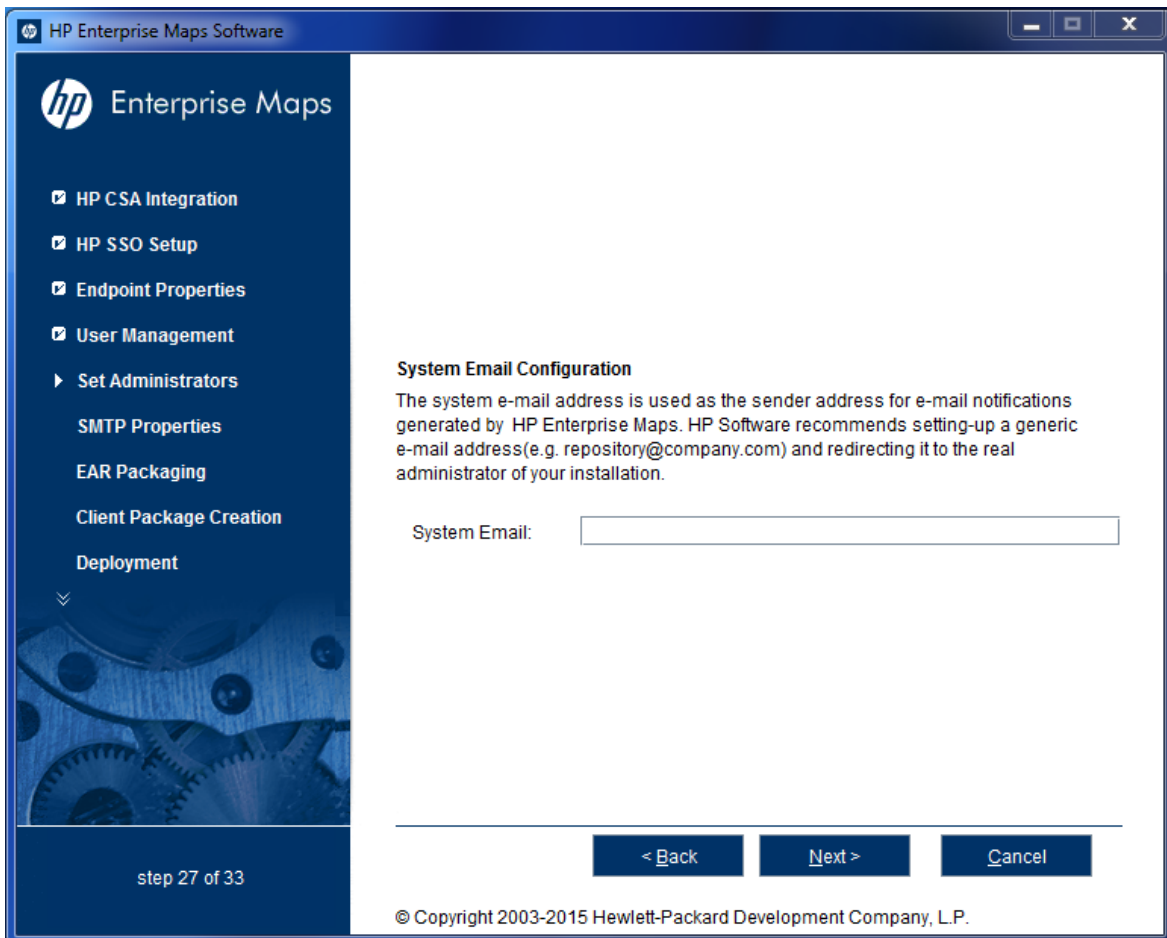 HP Enterprise Maps Software
hp Enterprise Maps
HP CSA Integration
HP SSO Setup
Endpoint Properties
User Management
Set Administrators
SMTP Properties
EAR Packaging
Client Package Creation
Deployment
step 27 of 33
System Email Configuration
The system e-mail address is used as the sender address for e-mail notifications
generated by HP Enterprise Maps. HP Software recommends setting-up a generic
e-mail address(e.g. repository@company.com) and redirecting it to the real
administrator of your installation.
System Email:
< Back Next > Cancel
© Copyright 2003-2015 Hewlett-Packard Development Company, L.P.